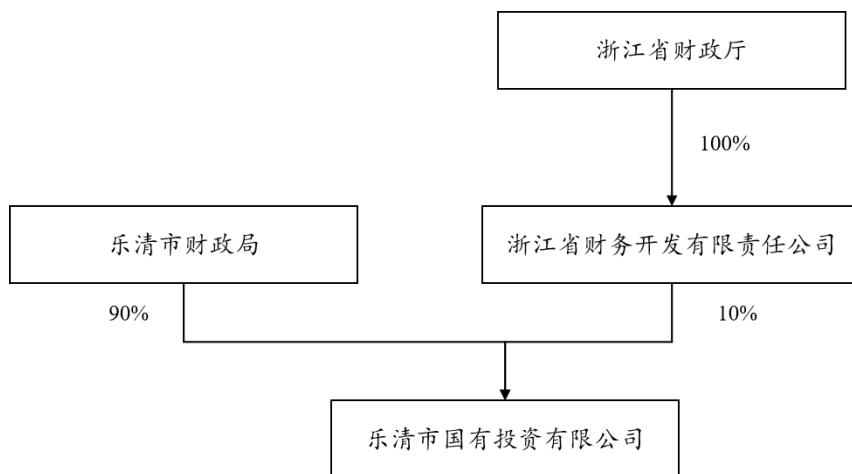 浙江省财政厅
100%
乐清市财政局
浙江省财务开发有限责任公司
90%
10%
乐清市国有投资有限公司